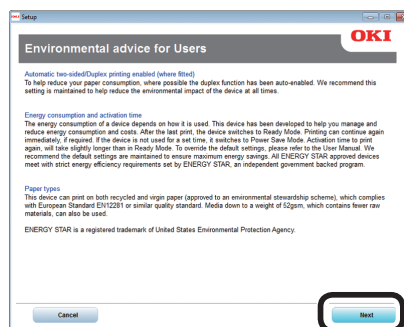 OKI Setup
OKI
Environmental advice for Users
Automatic two-sided/Duplex printing enabled (where fitted)
To help reduce your paper consumption, where possible the duplex function has been auto-enabled. We recommend this
setting is maintained to help reduce the environmental impact of the device at all times.
Energy consumption and activation time
The energy consumption of a device depends on how it is used. This device has been developed to help you manage and
reduce energy consumption and costs. After the last print, the device switches to Ready Mode. Printing can continue again
immediately, if required. If the device is not used for a set time, it switches to Power Save Mode. Activation time to print
again, will take slightly longer than in Ready Mode. To override the default settings, please refer to the User Manual. We
recommend the default settings are maintained to ensure maximum energy savings. All ENERGY STAR approved devices
meet with strict energy efficiency requirements set by ENERGY STAR, an independent government backed program.
Paper types
This device can print on both recycled and virgin paper (approved to an environmental stewardship scheme), which complies
with European Standard EN12281 or similar quality standard. Media down to a weight of 52gsm, which contains fewer raw
materials, can also be used.
ENERGY STAR is a registered trademark of United States Environmental Protection Agency.
Cancel
Next